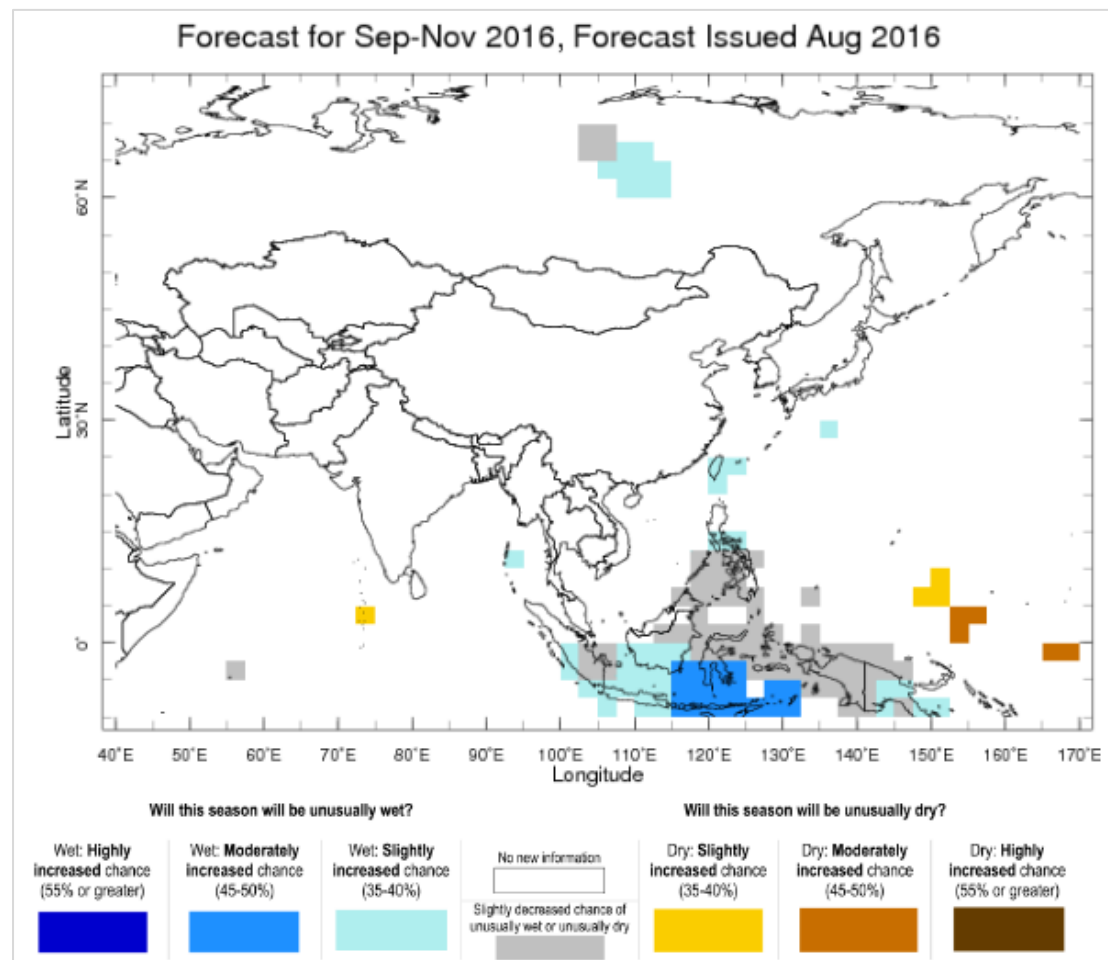 Forecast for Sep-Nov 2016, Forecast Issued Aug 2016
Latitude
60°N
30°N
0°
40°E 50°E 60°E 70°E 80°E 90°E 100°E 110°E 120°E 130°E 140°E 150°E 160°E 170°E
Longitude
Will this season will be unusually wet?
Will this season will be unusually dry?
Wet: Highly
increased chance
(55% or greater)
Wet: Moderately
increased chance
(45-50%)
Wet: Slightly
increased chance
(35-40%)
No new information
Slightly decreased chance of
unusually wet or unusually dry
Dry: Slightly
increased chance
(35-40%)
Dry: Moderately
increased chance
(45-50%)
Dry: Highly
increased chance
(55% or greater)